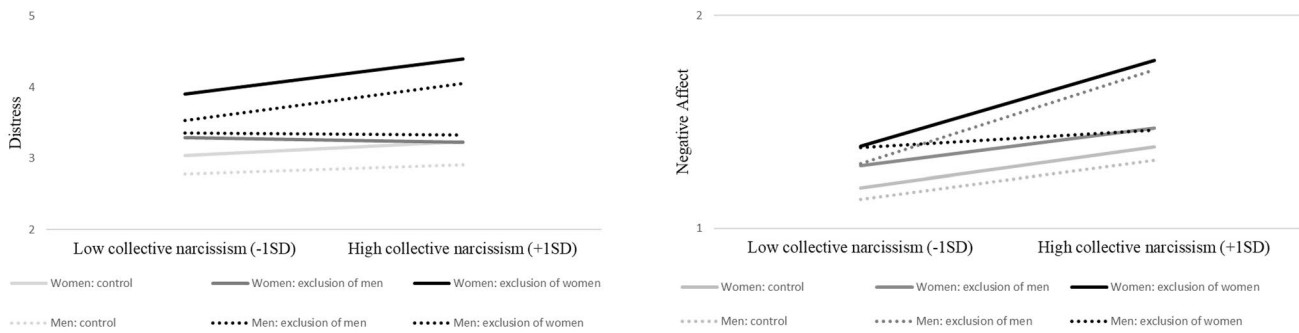 5
4
3
2
Distress
Low collective narcissism (-1SD)
High collective narcissism (+1SD)
Women: control
Women: exclusion of men
Women: exclusion of women
Men: control
Men: exclusion of men
Men: exclusion of women
2
1
Negative Affect
Low collective narcissism (-1SD)
High collective narcissism (+1SD)
Women: control
Women: exclusion of men
Women: exclusion of women
Men: control
Men: exclusion of men
Men: exclusion of women